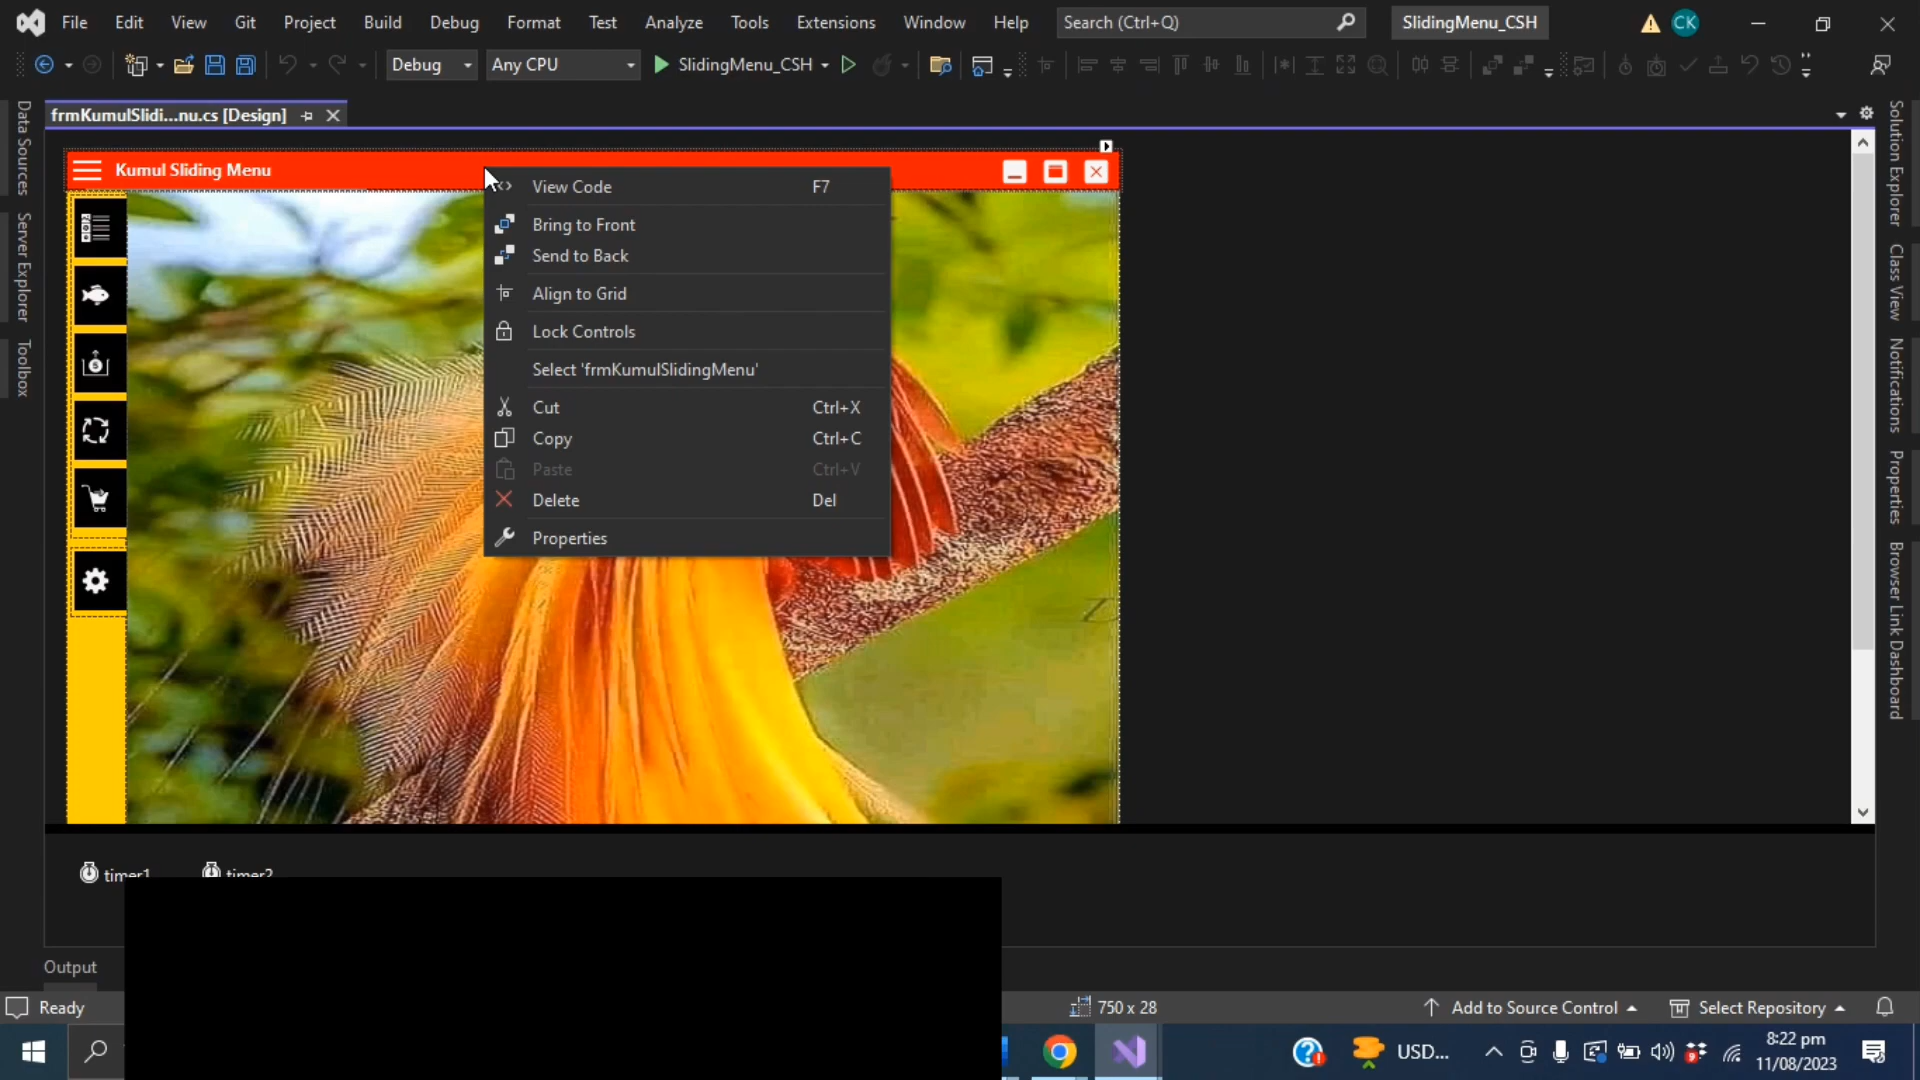 File Edit View Git Project Build Debug Format Test Analyze Tools Extensions Window Help Search (Ctrl+Q) SlidingMenu_CSH CK
Debug Any CPU SlidingMenu_CSH
frmKumulSlidi...nu.cs [Design]
Data Sources
Server Explorer
Toolbox
Kumul Sliding Menu
View Code F7
Bring to Front
Send to Back
Align to Grid
Lock Controls
Select 'frmKumulSlidingMenu'
Cut Ctrl+X
Copy Ctrl+C
Paste Ctrl+V
Delete Del
Properties
Solution Explorer
Class View
Notifications
Properties
Browser Link Dashboard
timer1 timer2
Output
Ready 750 x 28 Add to Source Control Select Repository
USD... 8:22 pm
11/08/2023